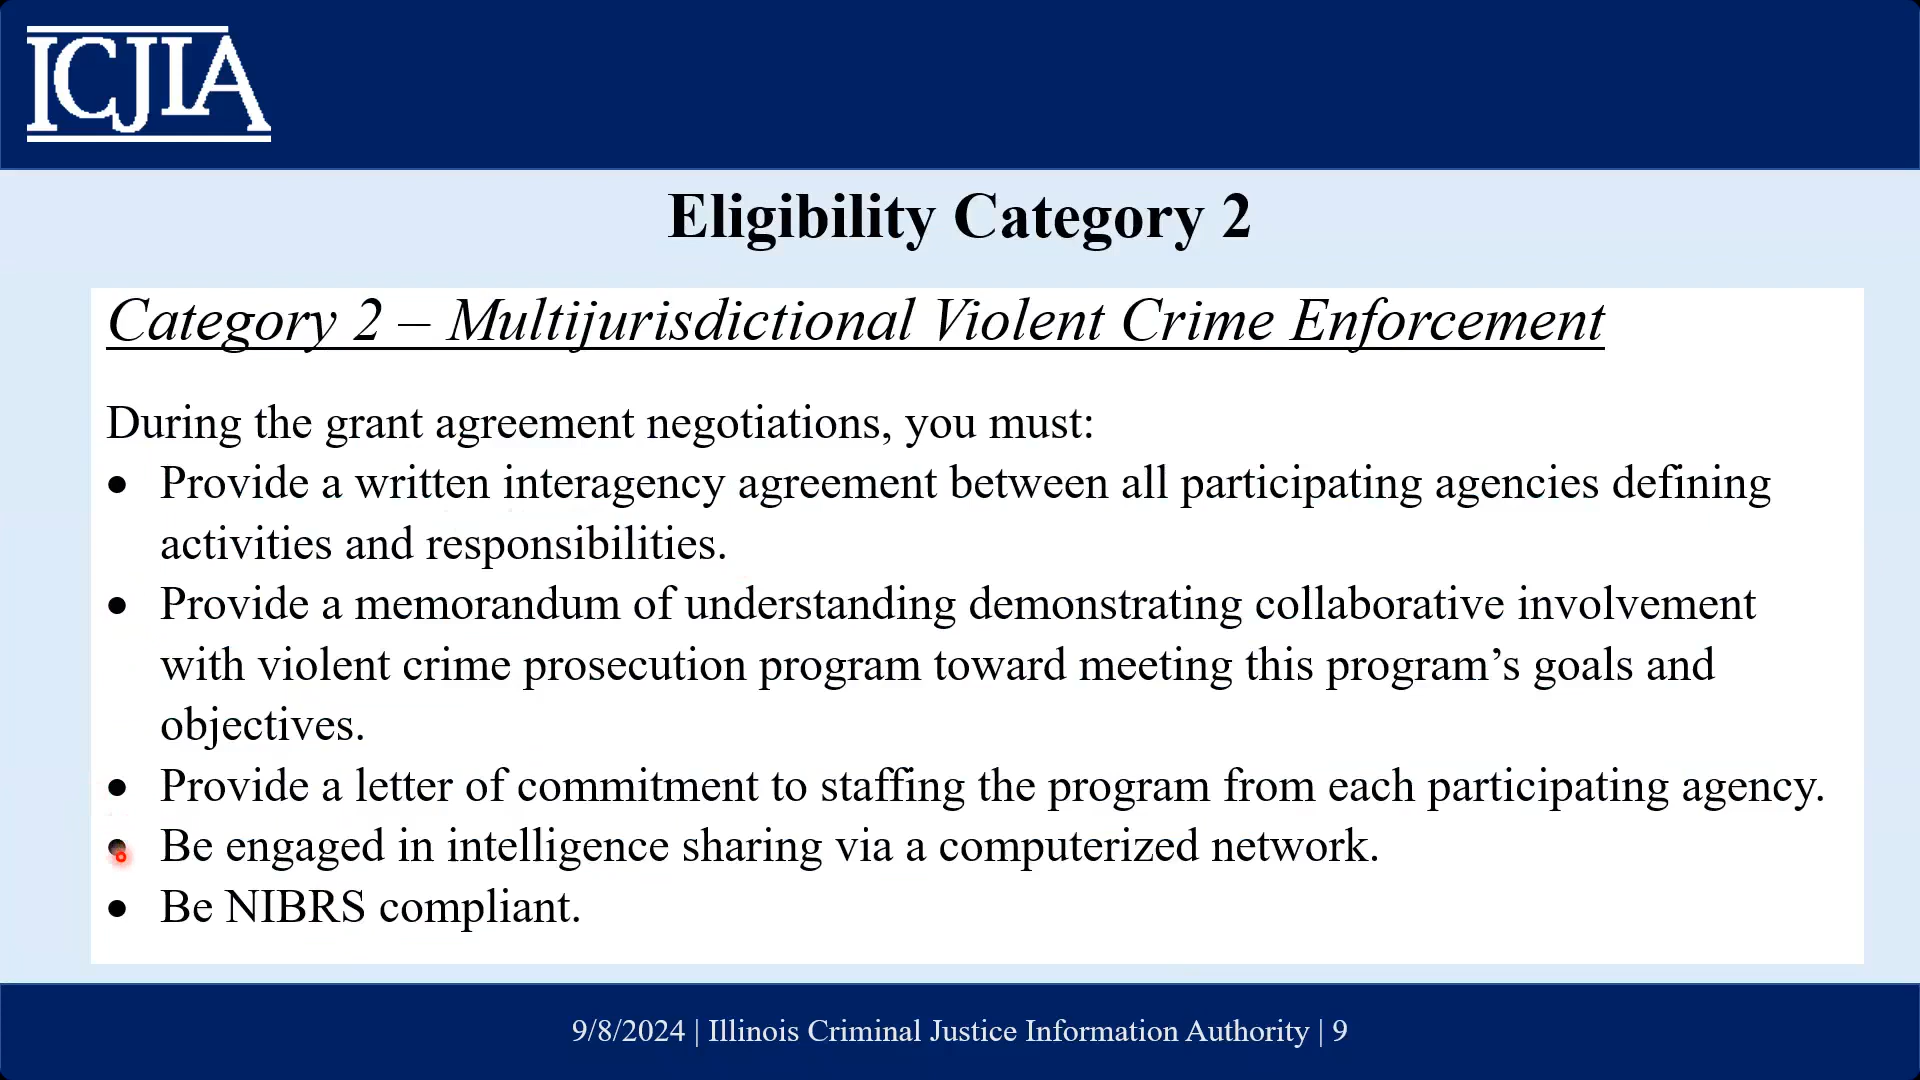 ICJIA
Eligibility Category 2
Category 2 – Multijurisdictional Violent Crime Enforcement
During the grant agreement negotiations, you must:
• Provide a written interagency agreement between all participating agencies defining
activities and responsibilities.
• Provide a memorandum of understanding demonstrating collaborative involvement
with violent crime prosecution program toward meeting this program’s goals and
objectives.
• Provide a letter of commitment to staffing the program from each participating agency.
• Be engaged in intelligence sharing via a computerized network.
• Be NIBRS compliant.
9/8/2024 | Illinois Criminal Justice Information Authority | 9